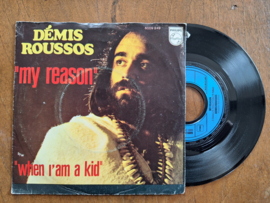 DÉMIS
ROUSSOS
"my reason"
"when i'am a kid"